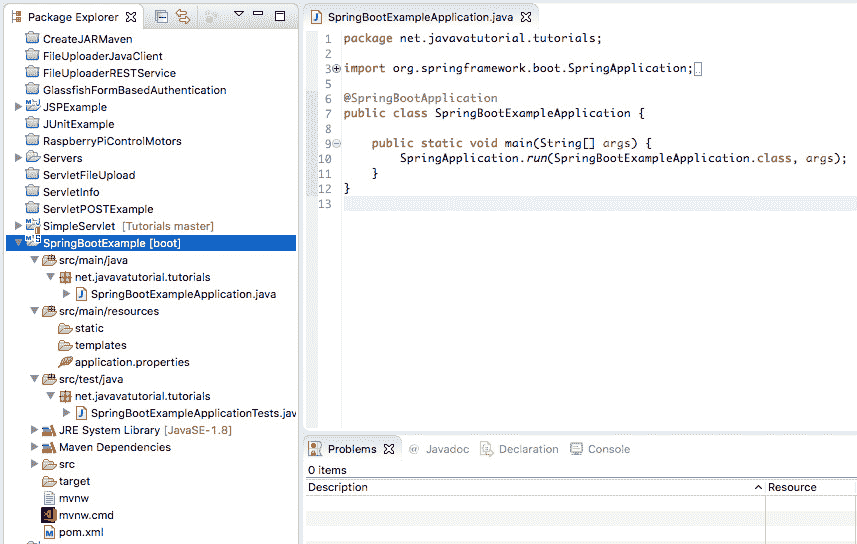 Package Explorer
CreateJARMaven
FileUploaderJavaClient
FileUploaderRESTService
GlassfishFormBasedAuthentication
JSPExample
JUnitExample
RaspberryPiControlMotors
Servers
ServletFileUpload
ServletInfo
ServletPOSTExample
SimpleServlet [Tutorials master]
SpringBootExample [boot]
src/main/java
net.javavatutorial.tutorials
SpringBootExampleApplication.java
src/main/resources
static
templates
application.properties
src/test/java
net.javavatutorial.tutorials
SpringBootExampleApplicationTests.jav
JRE System Library [JavaSE-1.8]
Maven Dependencies
src
target
mvnw
mvnw.cmd
pom.xml
SpringBootExampleApplication.java
1 package net.javavatutorial.tutorials;
2
3 import org.springframework.boot.SpringApplication;
5
6 @SpringBootApplication
7 public class SpringBootExampleApplication {
8
9 public static void main(String[] args) {
10 SpringApplication.run(SpringBootExampleApplication.class, args);
11 }
12 }
13
Problems @ Javadoc Declaration Console
0 items
Description Resource